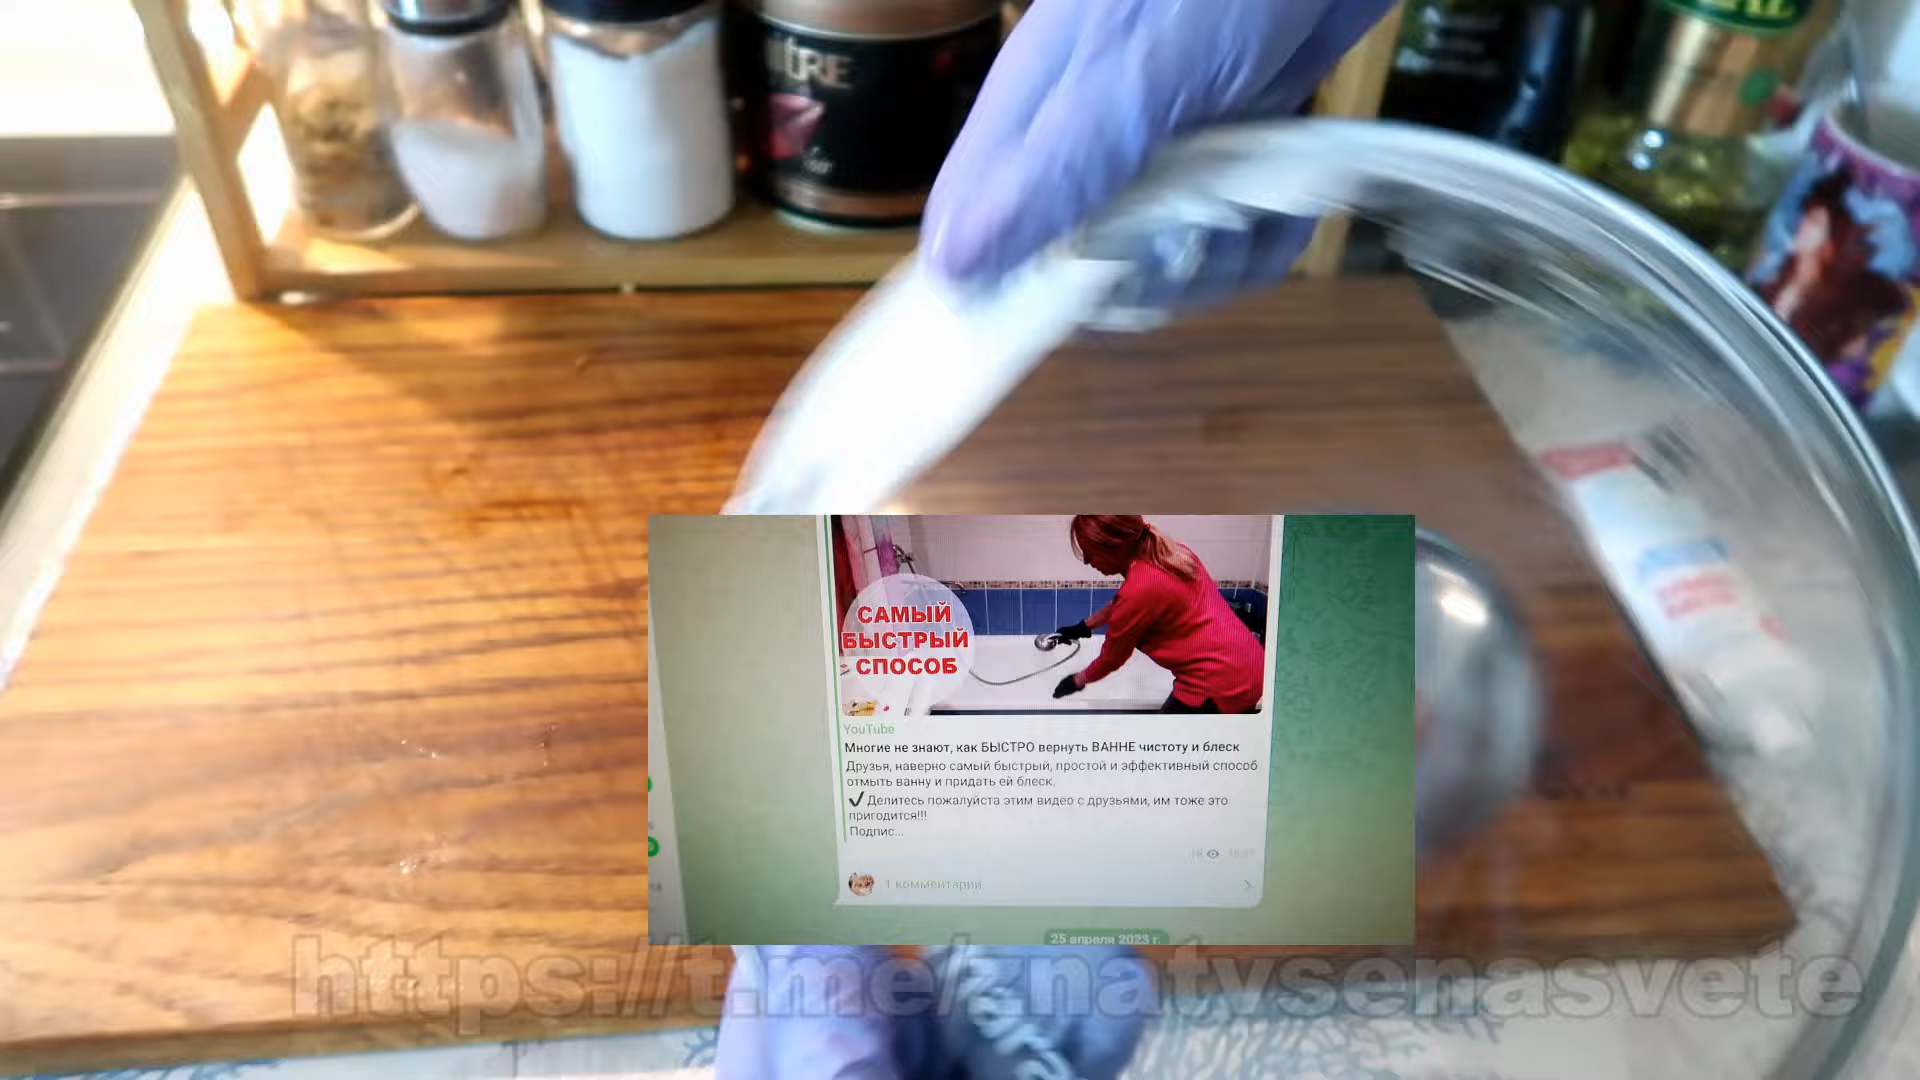 САМЫЙ
БЫСТРЫЙ
СПОСОБ
YouTube
Многие не знают, как БЫСТРО вернуть ВАННЕ чистоту и блеск
Друзья, наверно самый быстрый, простой и эффективный способ
отмыть ванну и придать ей блеск.
✔Делитесь пожалуйста этим видео с друзьями, им тоже это
пригодится!!!
Подпис...
1 комментарий
25 апреля 2023 г.
https://t.me/znatvsenasvete